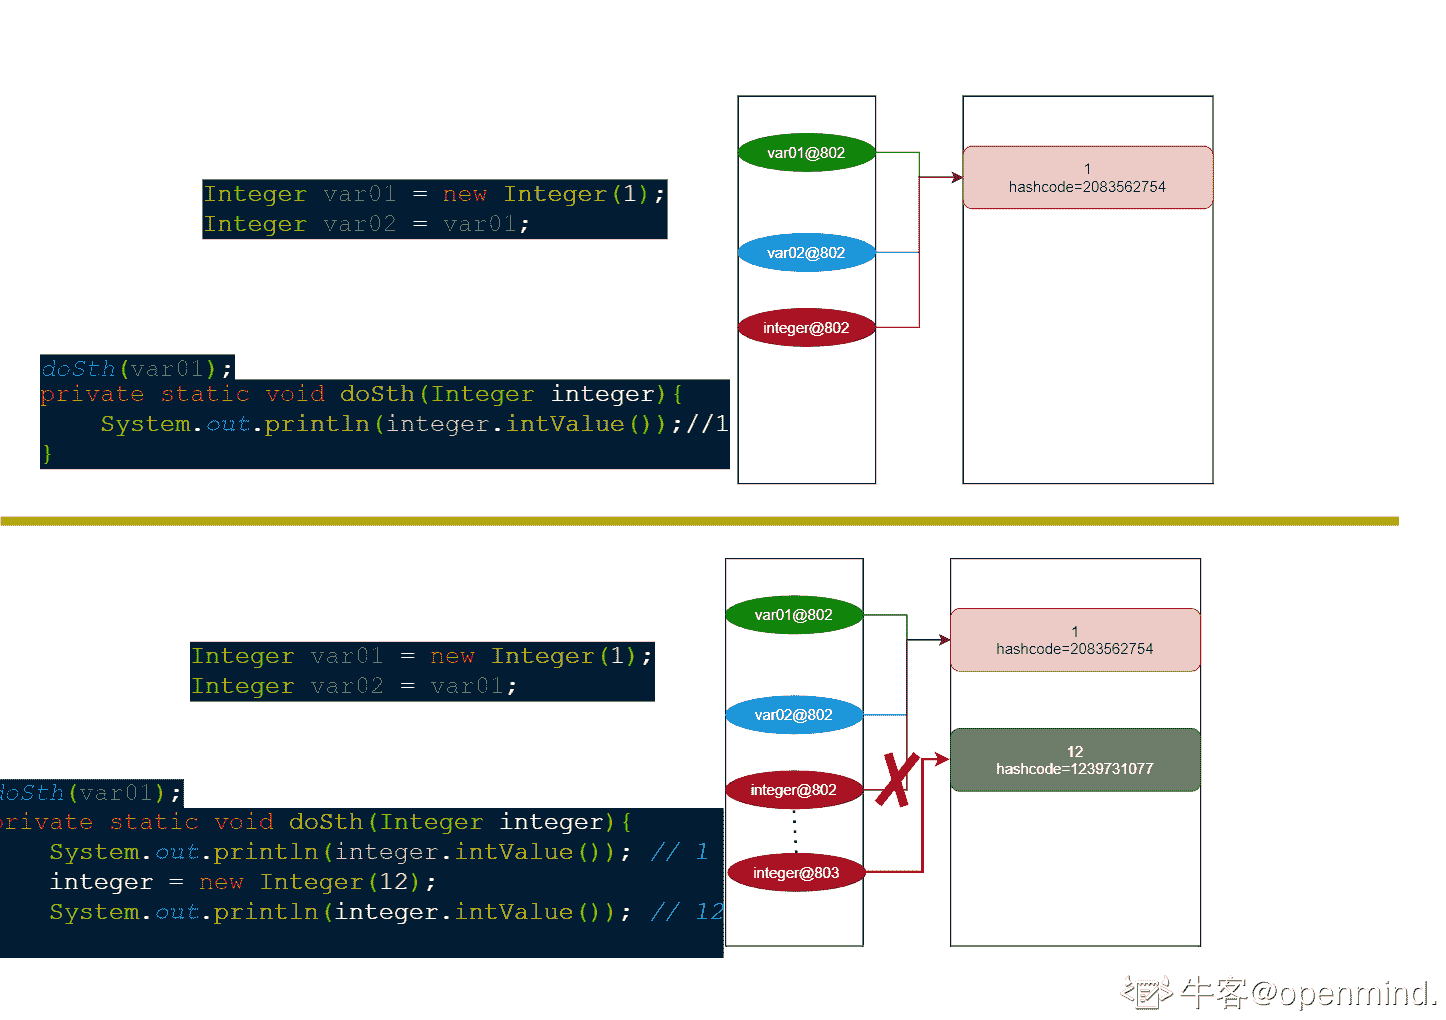 Integer var01 = new Integer(1);
Integer var02 = var01;
doSth(var01);
private static void doSth(Integer integer){
System.out.println(integer.intValue());//1
}
var01@802
var02@802
integer@802
1
hashcode=2083562754
Integer var01 = new Integer(1);
Integer var02 = var01;
doSth(var01);
private static void doSth(Integer integer){
System.out.println(integer.intValue()); // 1
integer = new Integer(12);
System.out.println(integer.intValue()); // 12
var01@802
var02@802
integer@802
integer@803
1
hashcode=2083562754
12
hashcode=1239731077
牛客@openmind.